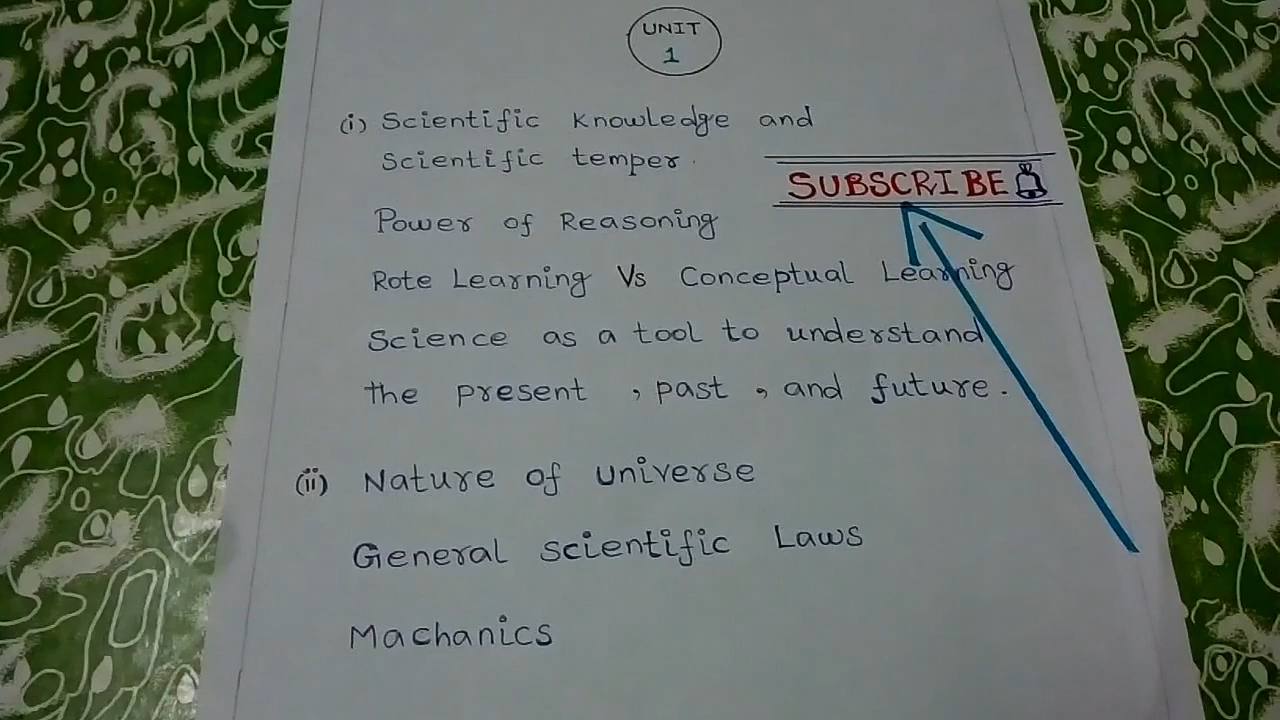 UNIT
1
(i) Scientific Knowledge and
Scientific temper.
SUBSCRIBE
Power of Reasoning
Rote Learning Vs Conceptual Learning
Science as a tool to understand
the present , past , and future.
(ii) Nature of universe
General scientific Laws
Machanics